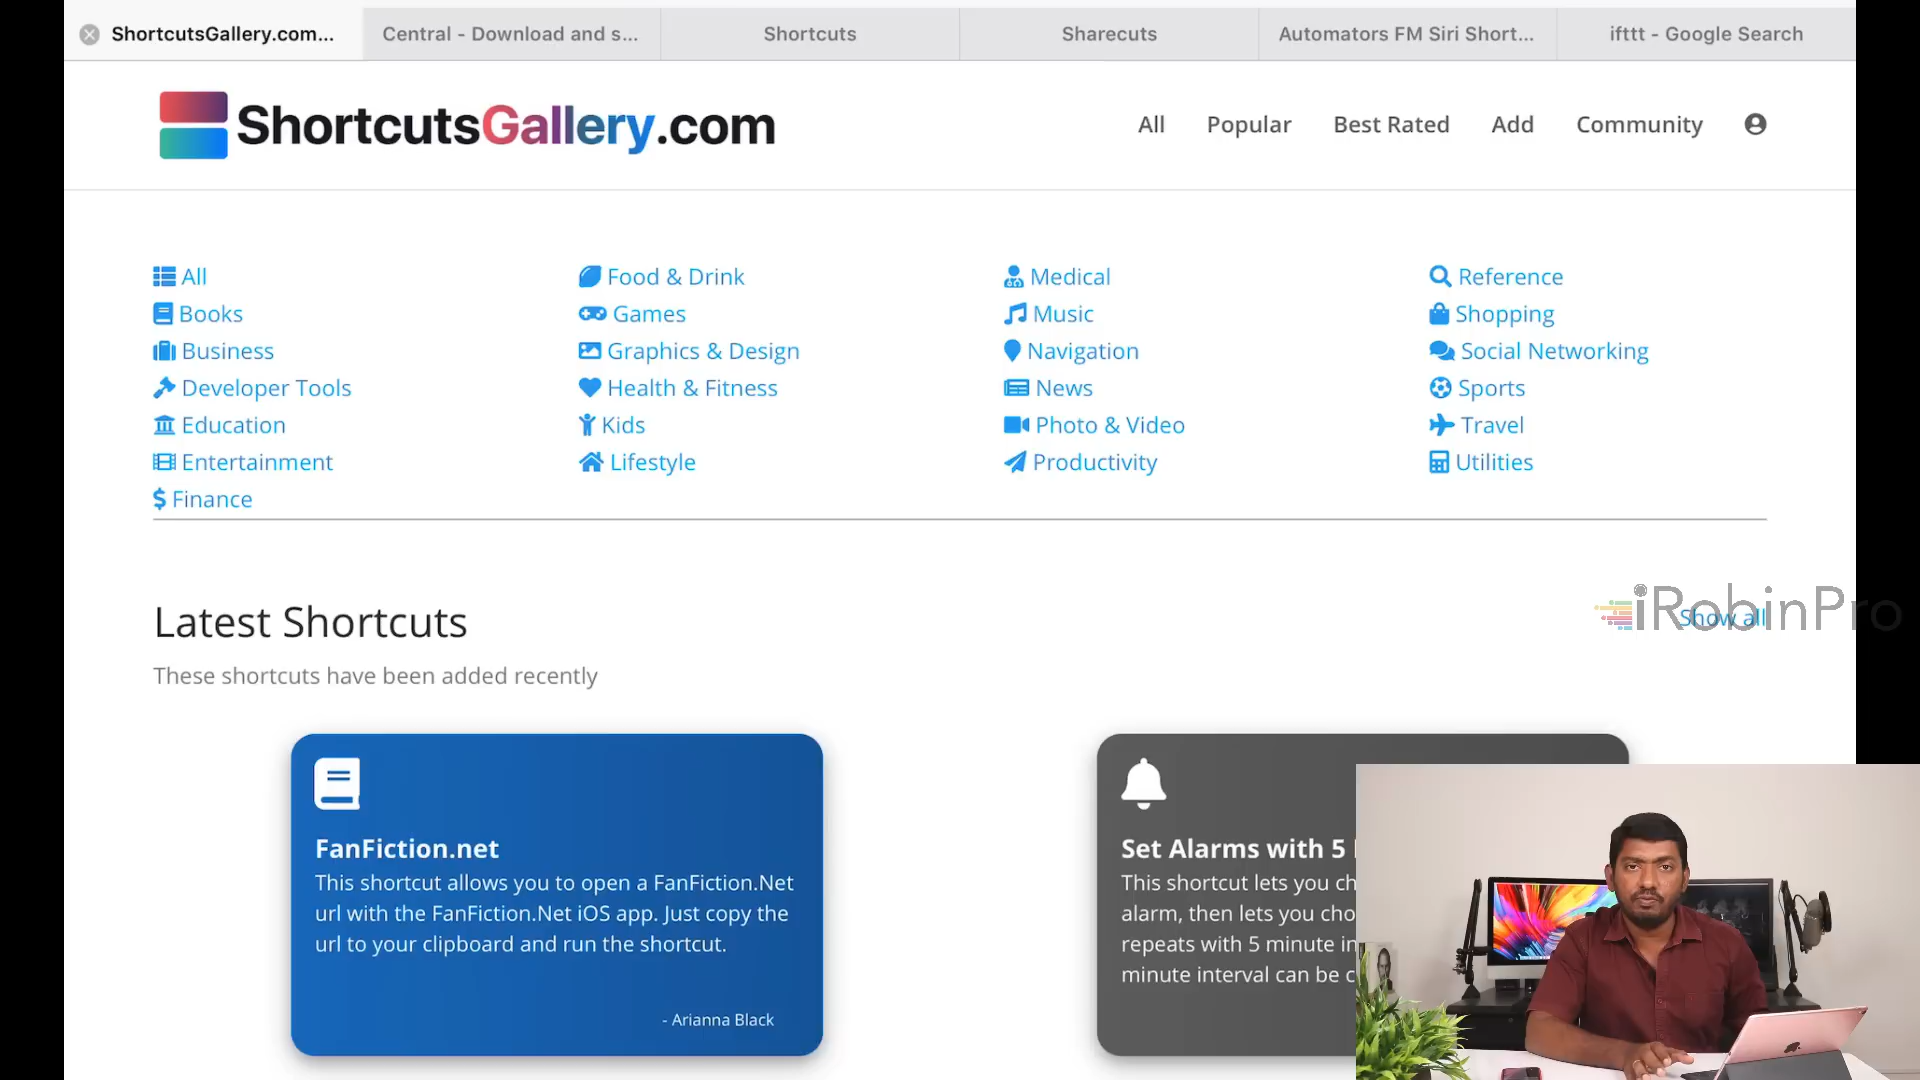 ShortcutsGallery.com...
Central - Download and s...
Shortcuts
Sharecuts
Automators FM Siri Short...
ifttt - Google Search
ShortcutsGallery.com
All
Popular
Best Rated
Add
Community
All
Books
Business
Developer Tools
Education
Entertainment
Finance
Food & Drink
Games
Graphics & Design
Health & Fitness
Kids
Lifestyle
Medical
Music
Navigation
News
Photo & Video
Productivity
Reference
Shopping
Social Networking
Sports
Travel
Utilities
Latest Shortcuts
Show all
iRobinPro
These shortcuts have been added recently
FanFiction.net
This shortcut allows you to open a FanFiction.Net
url with the FanFiction.Net iOS app. Just copy the
url to your clipboard and run the shortcut.
- Arianna Black
Set Alarms with 5
This shortcut lets you ch
alarm, then lets you cho
repeats with 5 minute in
minute interval can be c